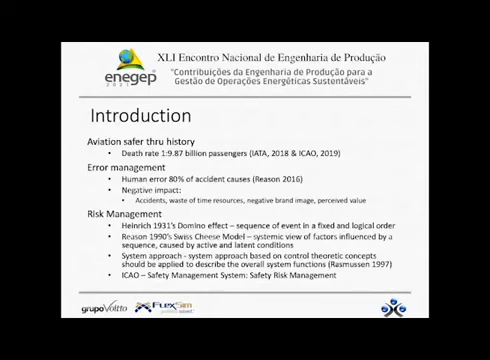 XLI Encontro Nacional de Engenharia de Produção
"Contribuições da Engenharia de Produção para a
Gestão de Operações Energéticas Sustentáveis"
enegep
2021
Introduction
Aviation safer thru history
• Death rate 1:9.87 billion passengers (IATA, 2018 & ICAO, 2019)
Error management
• Human error 80% of accident causes (Reason 2016)
• Negative impact:
• Accidents, waste of time resources, negative brand image, perceived value
Risk Management
• Heinrich 1931's Domino effect – sequence of event in a fixed and logical order
• Reason 1990's Swiss Cheese Model – systemic view of factors influenced by a
sequence, caused by active and latent conditions
• System approach - system approach based on control theoretic concepts
should be applied to describe the overall system functions (Rasmussen 1997)
• ICAO – Safety Management System: Safety Risk Management
grupo Voitto
FlexSim